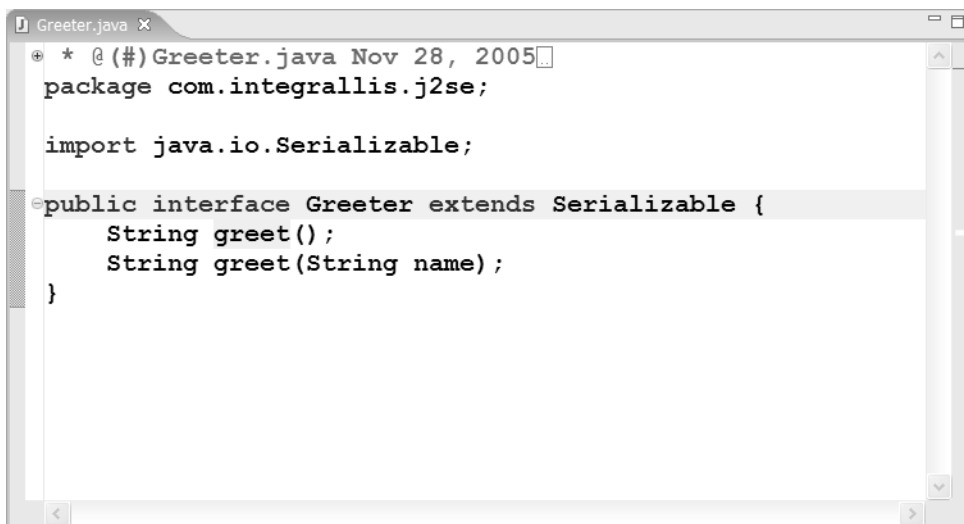 Greeter.java
* @(#)Greeter.java Nov 28, 2005
package com.integrallis.j2se;
import java.io.Serializable;
public interface Greeter extends Serializable {
String greet();
String greet(String name);
}